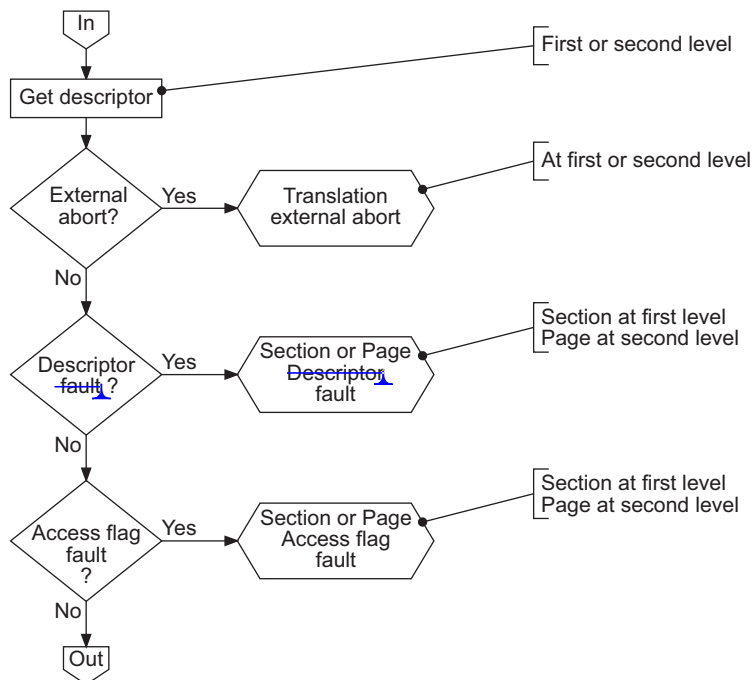 In
First or second level
Get descriptor
At first or second level
External
abort?
Yes
Translation
external abort
No
Section at first level
Page at second level
Descriptor
fault ?
Yes
Section or Page
Descriptor
fault
No
Section at first level
Page at second level
Access flag
fault
?
Yes
Section or Page
Access flag
fault
No
Out